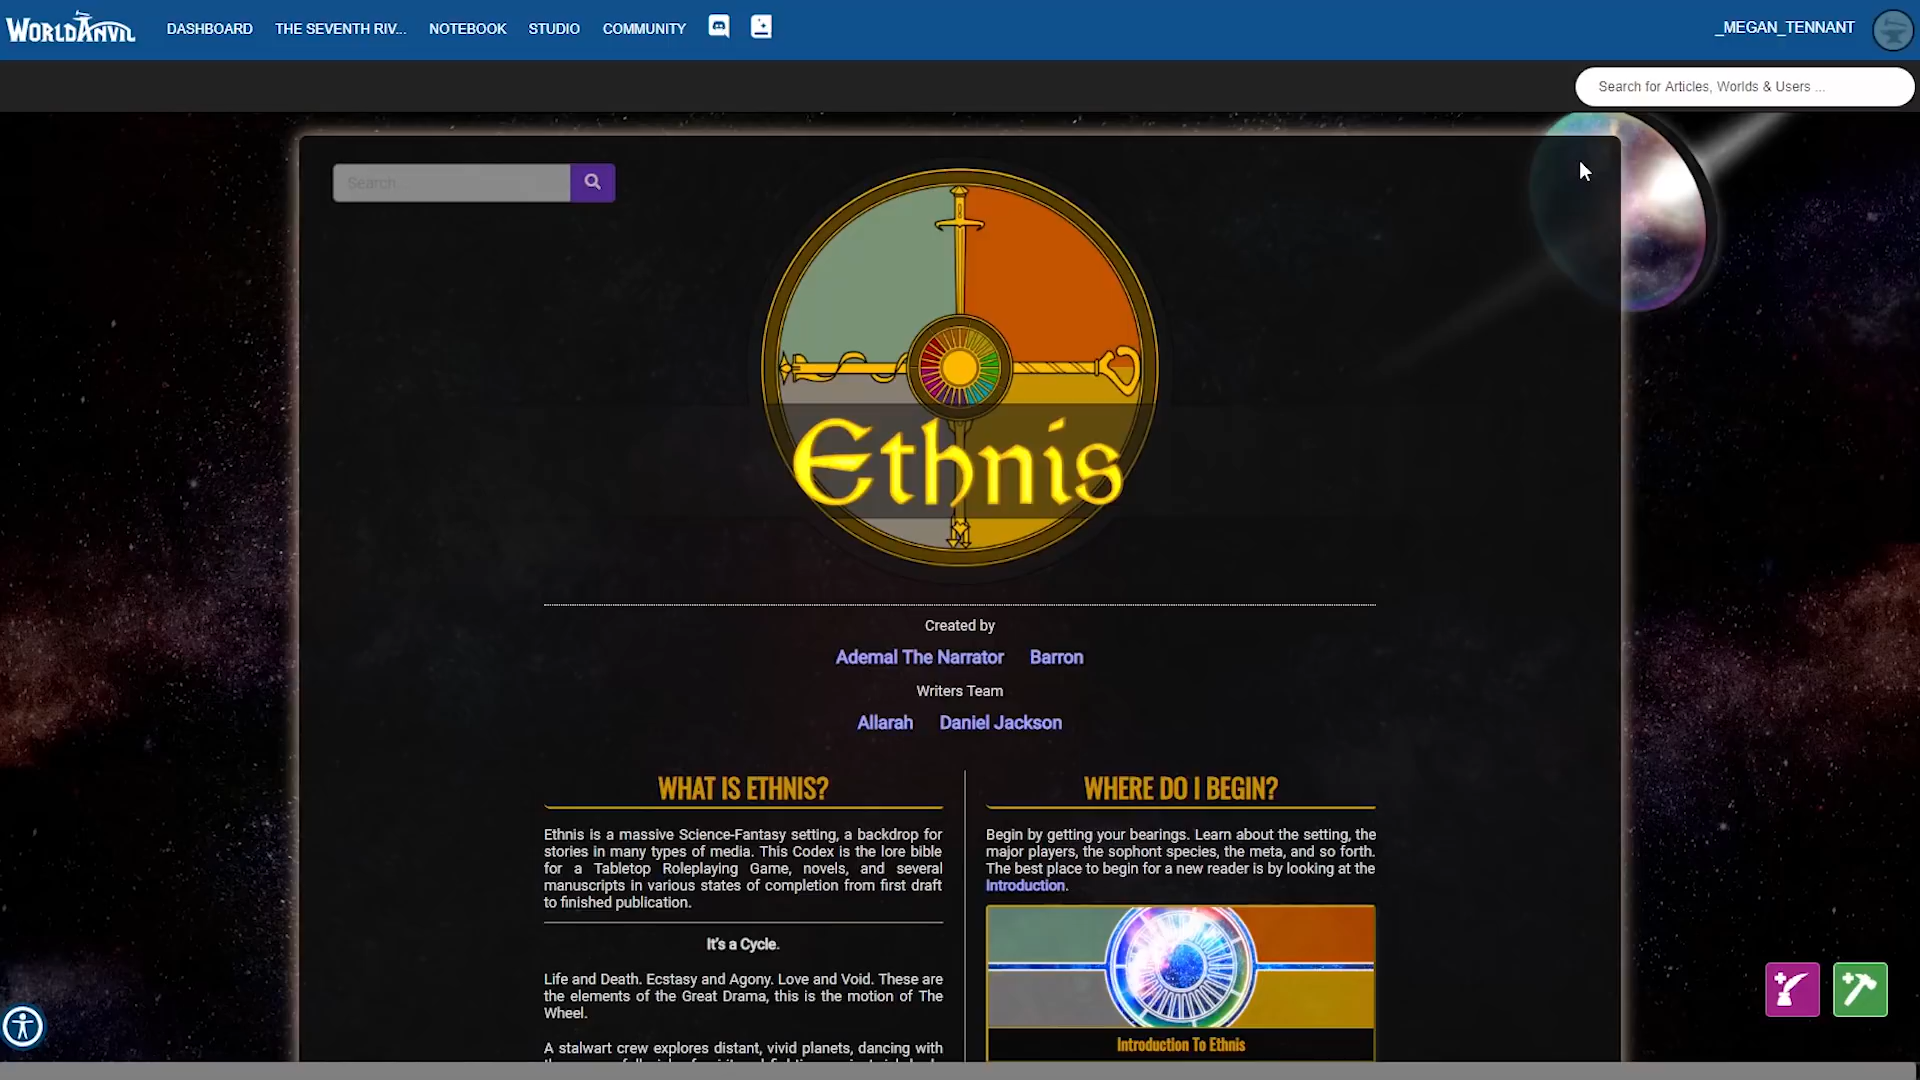 WORLDANVIL
DASHBOARD
THE SEVENTH RIV...
NOTEBOOK
STUDIO
COMMUNITY
_MEGAN_TENNANT
Search for Articles, Worlds & Users ...
Search
Ethnis
Created by
Ademal The Narrator Barron
Writers Team
Allarah Daniel Jackson
WHAT IS ETHNIS?
Ethnis is a massive Science-Fantasy setting, a backdrop for
stories in many types of media. This Codex is the lore bible
for a Tabletop Roleplaying Game, novels, and several
manuscripts in various states of completion from first draft
to finished publication.
It's a Cycle.
Life and Death. Ecstasy and Agony. Love and Void. These are
the elements of the Great Drama, this is the motion of The
Wheel.
A stalwart crew explores distant, vivid planets, dancing with
WHERE DO I BEGIN?
Begin by getting your bearings. Learn about the setting, the
major players, the sophont species, the meta, and so forth.
The best place to begin for a new reader is by looking at the
Introduction.
Introduction To Ethnis